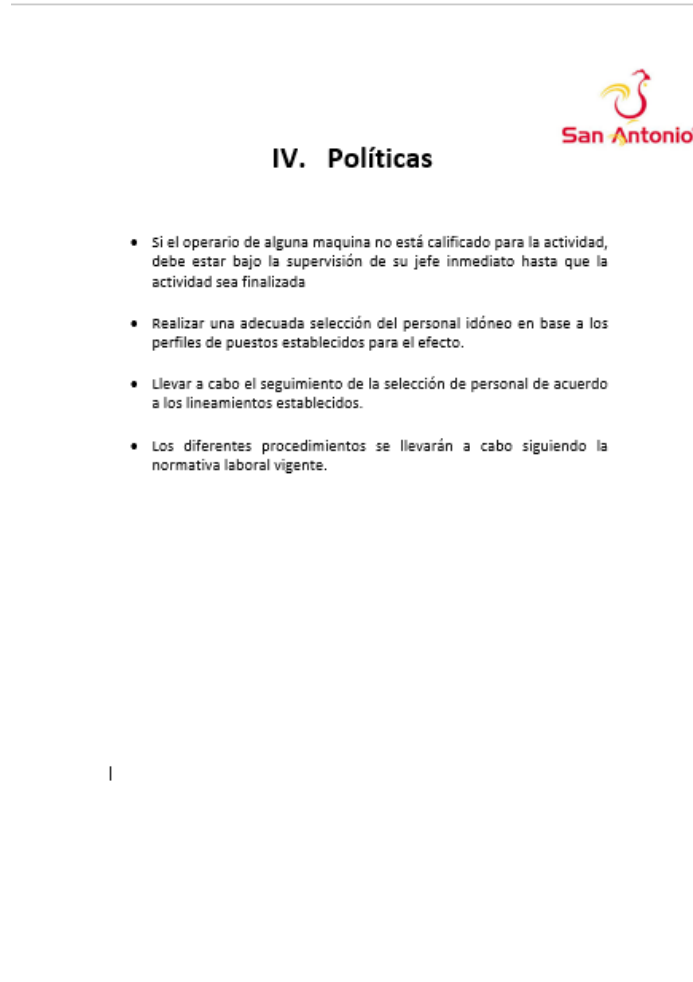 San Antonio
IV. Políticas
• Si el operario de alguna maquina no está calificado para la actividad,
debe estar bajo la supervisión de su jefe inmediato hasta que la
actividad sea finalizada
• Realizar una adecuada selección del personal idóneo en base a los
perfiles de puestos establecidos para el efecto.
• Llevar a cabo el seguimiento de la selección de personal de acuerdo
a los lineamientos establecidos.
• Los diferentes procedimientos se llevarán a cabo siguiendo la
normativa laboral vigente.